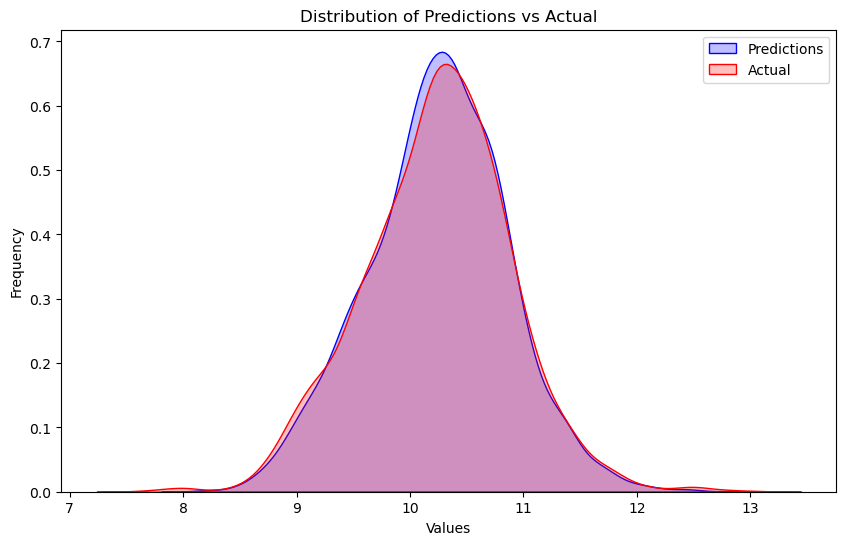 Distribution of Predictions vs Actual
Predictions
Actual
Frequency
0.7
0.6
0.5
0.4
0.3
0.2
0.1
0.0
7 8 9 10 11 12 13
Values